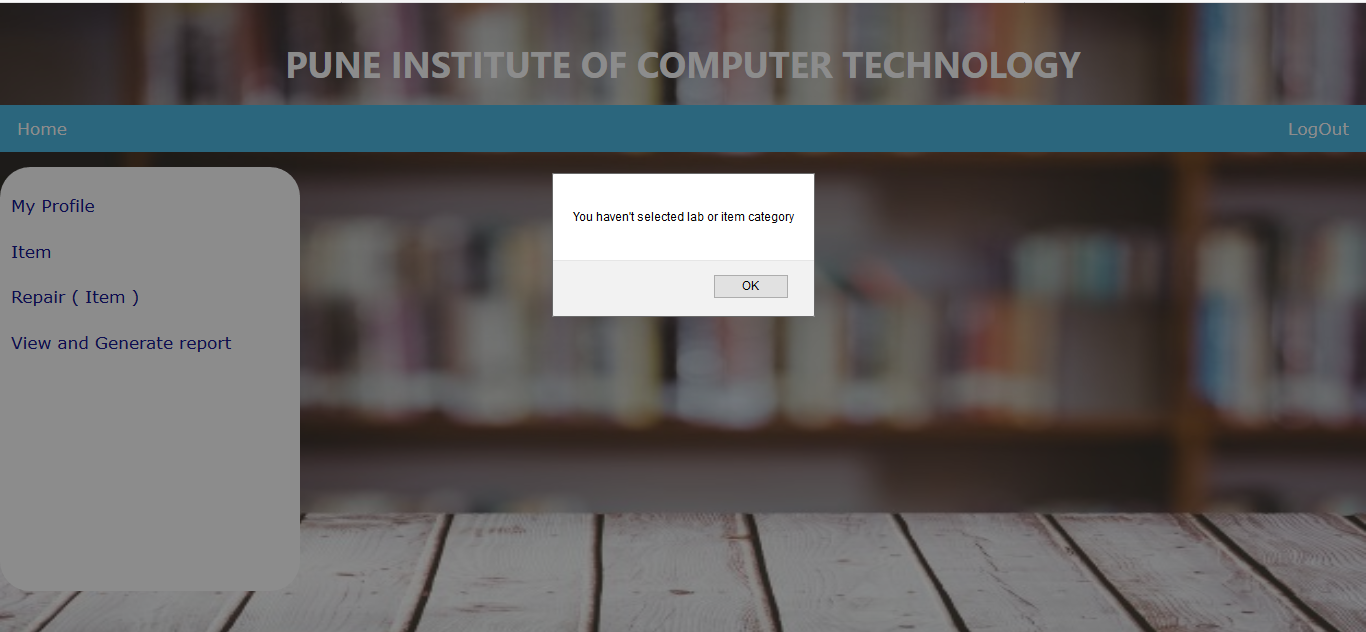 PUNE INSTITUTE OF COMPUTER TECHNOLOGY
Home
LogOut
My Profile
Item
Repair ( Item )
View and Generate report
You haven't selected lab or item category
OK